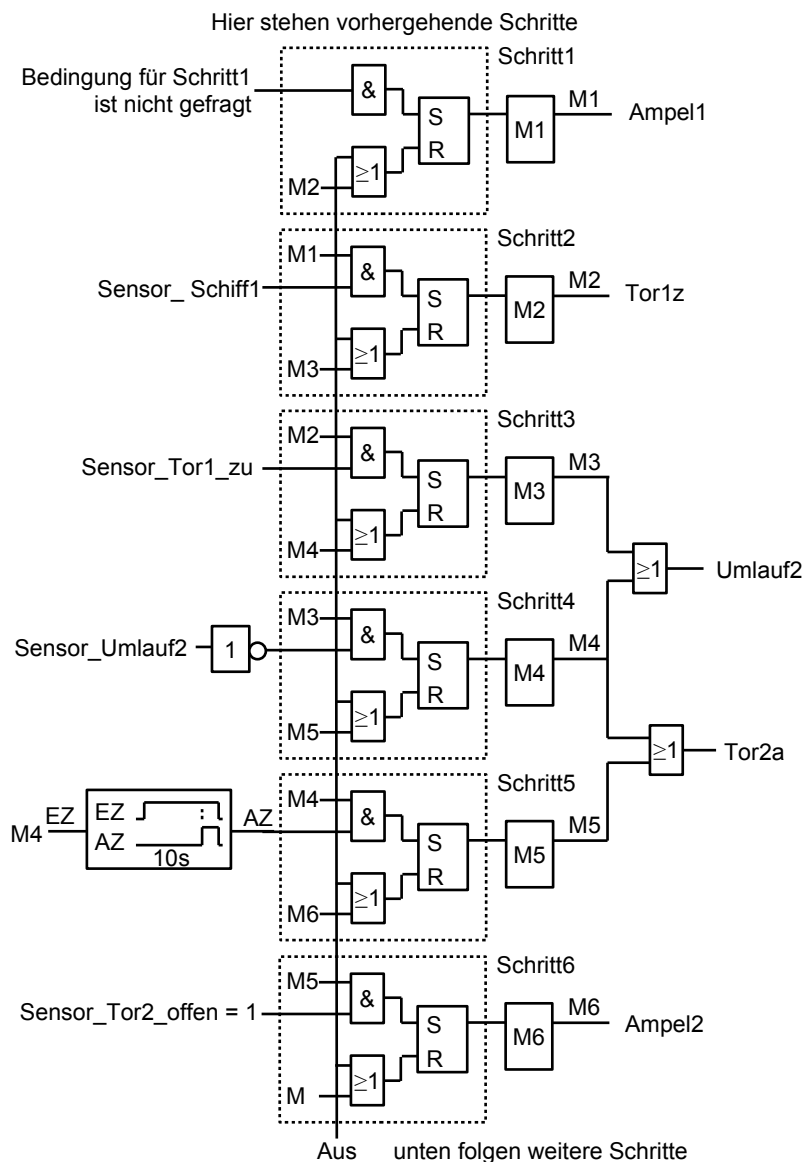 Hier stehen vorhergehende Schritte
Schritt1
Bedingung für Schritt1
ist nicht gefragt
&
S
R
≥1
M2
M1
M1
Ampel1
Schritt2
M1
Sensor_ Schiff1
&
S
R
≥1
M3
M2
M2
Tor1z
Schritt3
M2
Sensor_Tor1_zu
&
S
R
≥1
M4
M3
M3
≥1
Umlauf2
Schritt4
M3
Sensor_Umlauf2
1
&
S
R
≥1
M5
M4
M4
≥1
Tor2a
Schritt5
M4
M4
EZ
EZ
AZ
10s
AZ
&
S
R
≥1
M6
M5
M5
Schritt6
M5
Sensor_Tor2_offen = 1
&
S
R
≥1
M
M6
M6
Ampel2
Aus
unten folgen weitere Schritte